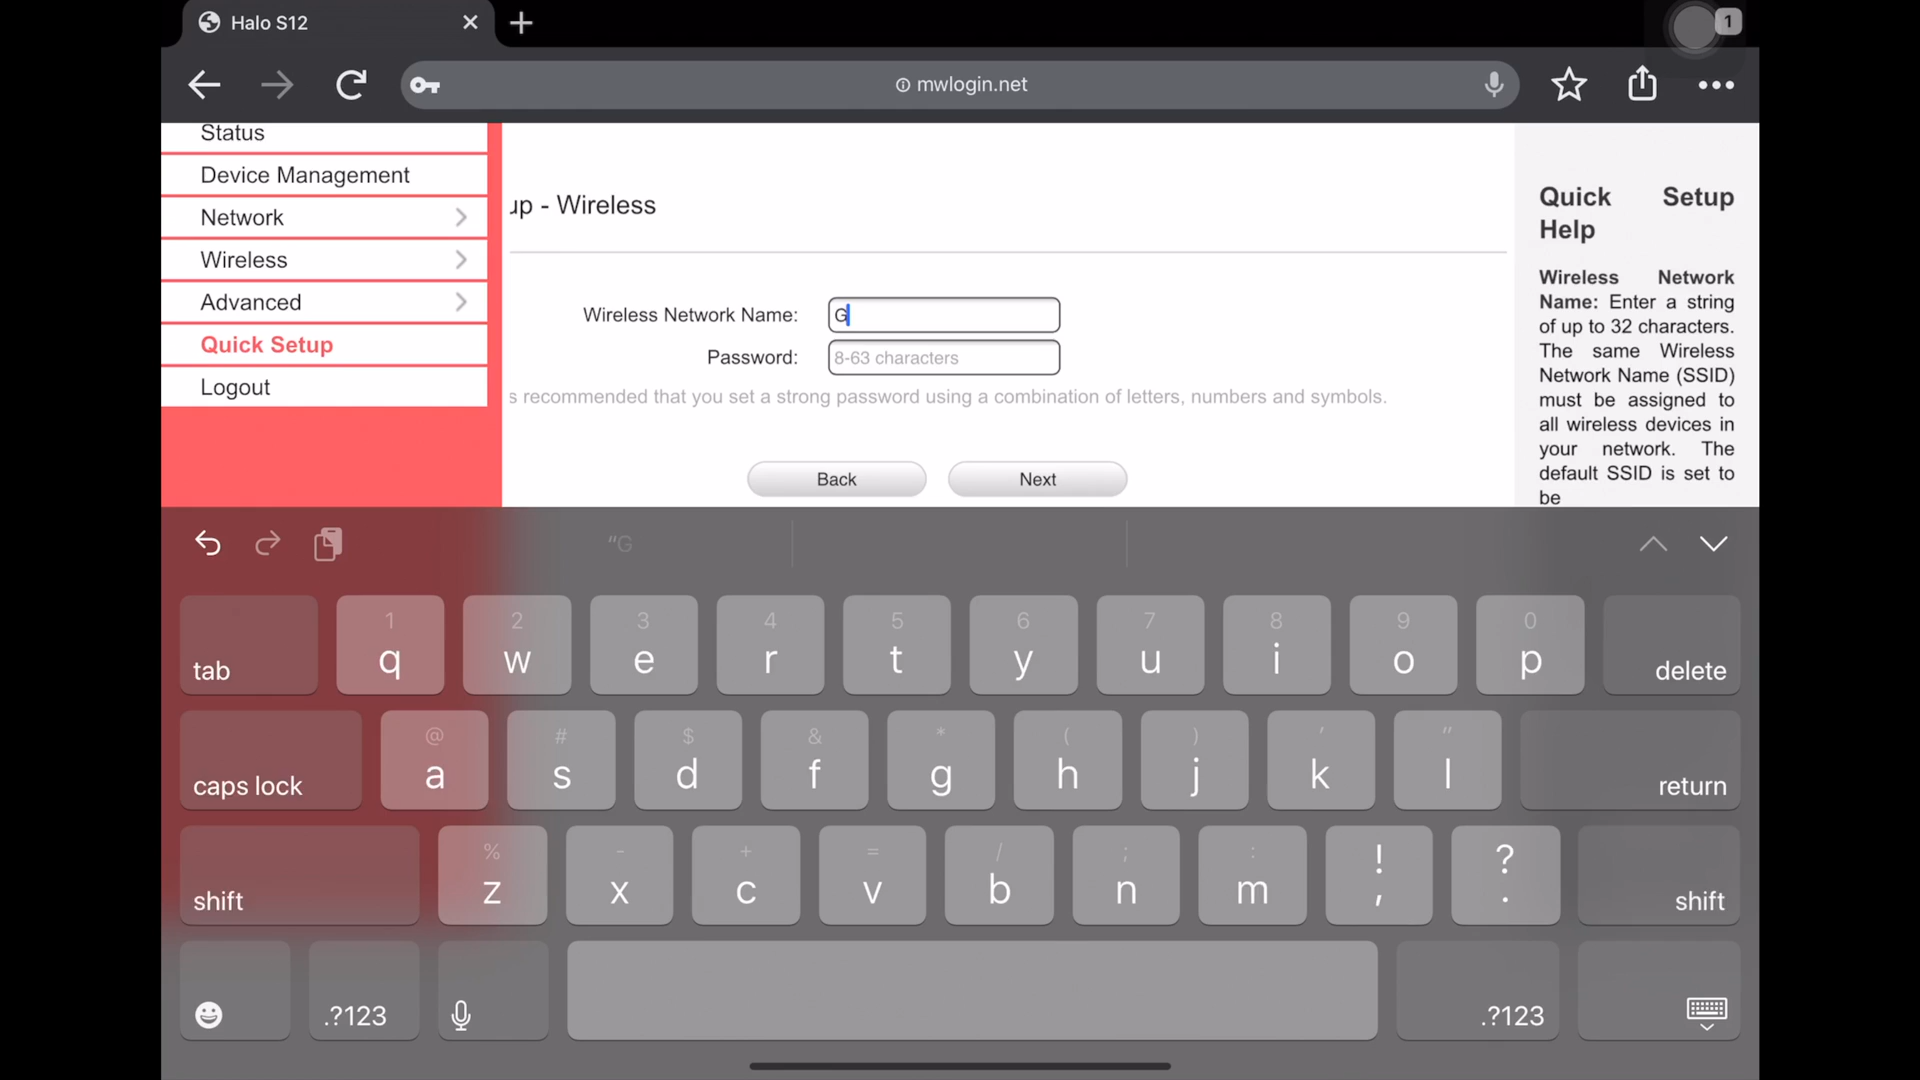 Halo S12
1
mwlogin.net
Status
Device Management
Network
Wireless
Advanced
Quick Setup
Logout
up - Wireless
Wireless Network Name: G
Password: 8-63 characters
s recommended that you set a strong password using a combination of letters, numbers and symbols.
Back Next
Quick Setup
Help
Wireless Network
Name: Enter a string
of up to 32 characters.
The same Wireless
Network Name (SSID)
must be assigned to
all wireless devices in
your network. The
default SSID is set to
be
“G
1 2 3 4 5 6 7 8 9 0
tab q w e r t y u i o p delete
@ # $ & * ( ) ' "
caps lock a s d f g h j k l return
% - + = / ; : ! ?
shift z x c v b n m , . shift
.?123 .?123